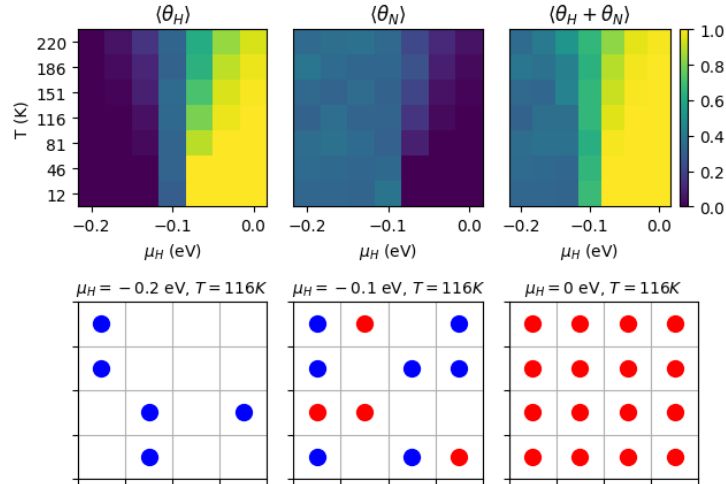 ⟨θ_H⟩ ⟨θ_N⟩ ⟨θ_H + θ_N⟩
T (K)
220
186
151
116
81
46
12
1.0
0.8
0.6
0.4
0.2
0.0
−0.2 −0.1 0.0 −0.2 −0.1 0.0 −0.2 −0.1 0.0
μ_H (eV) μ_H (eV) μ_H (eV)
μ_H = −0.2 eV, T = 116K μ_H = −0.1 eV, T = 116K μ_H = 0 eV, T = 116K